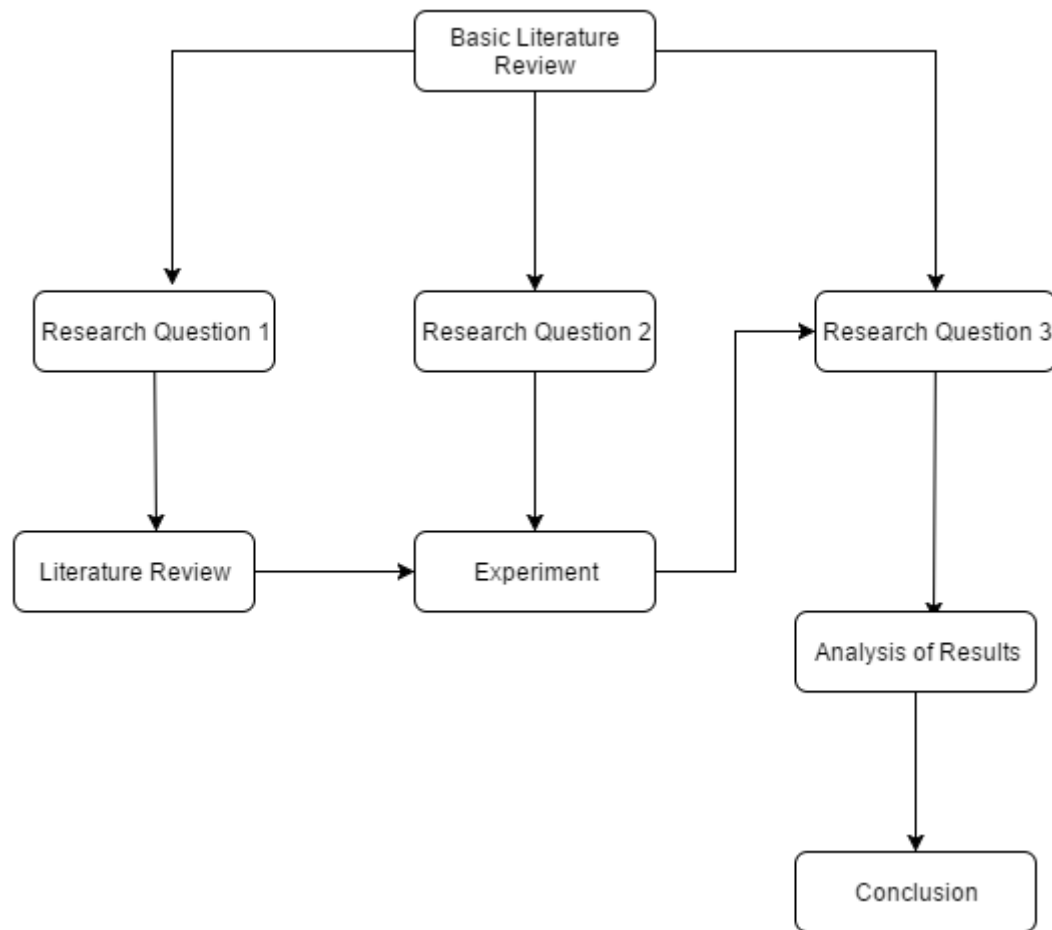 Basic Literature
Review
Research Question 1
Research Question 2
Research Question 3
Literature Review
Experiment
Analysis of Results
Conclusion